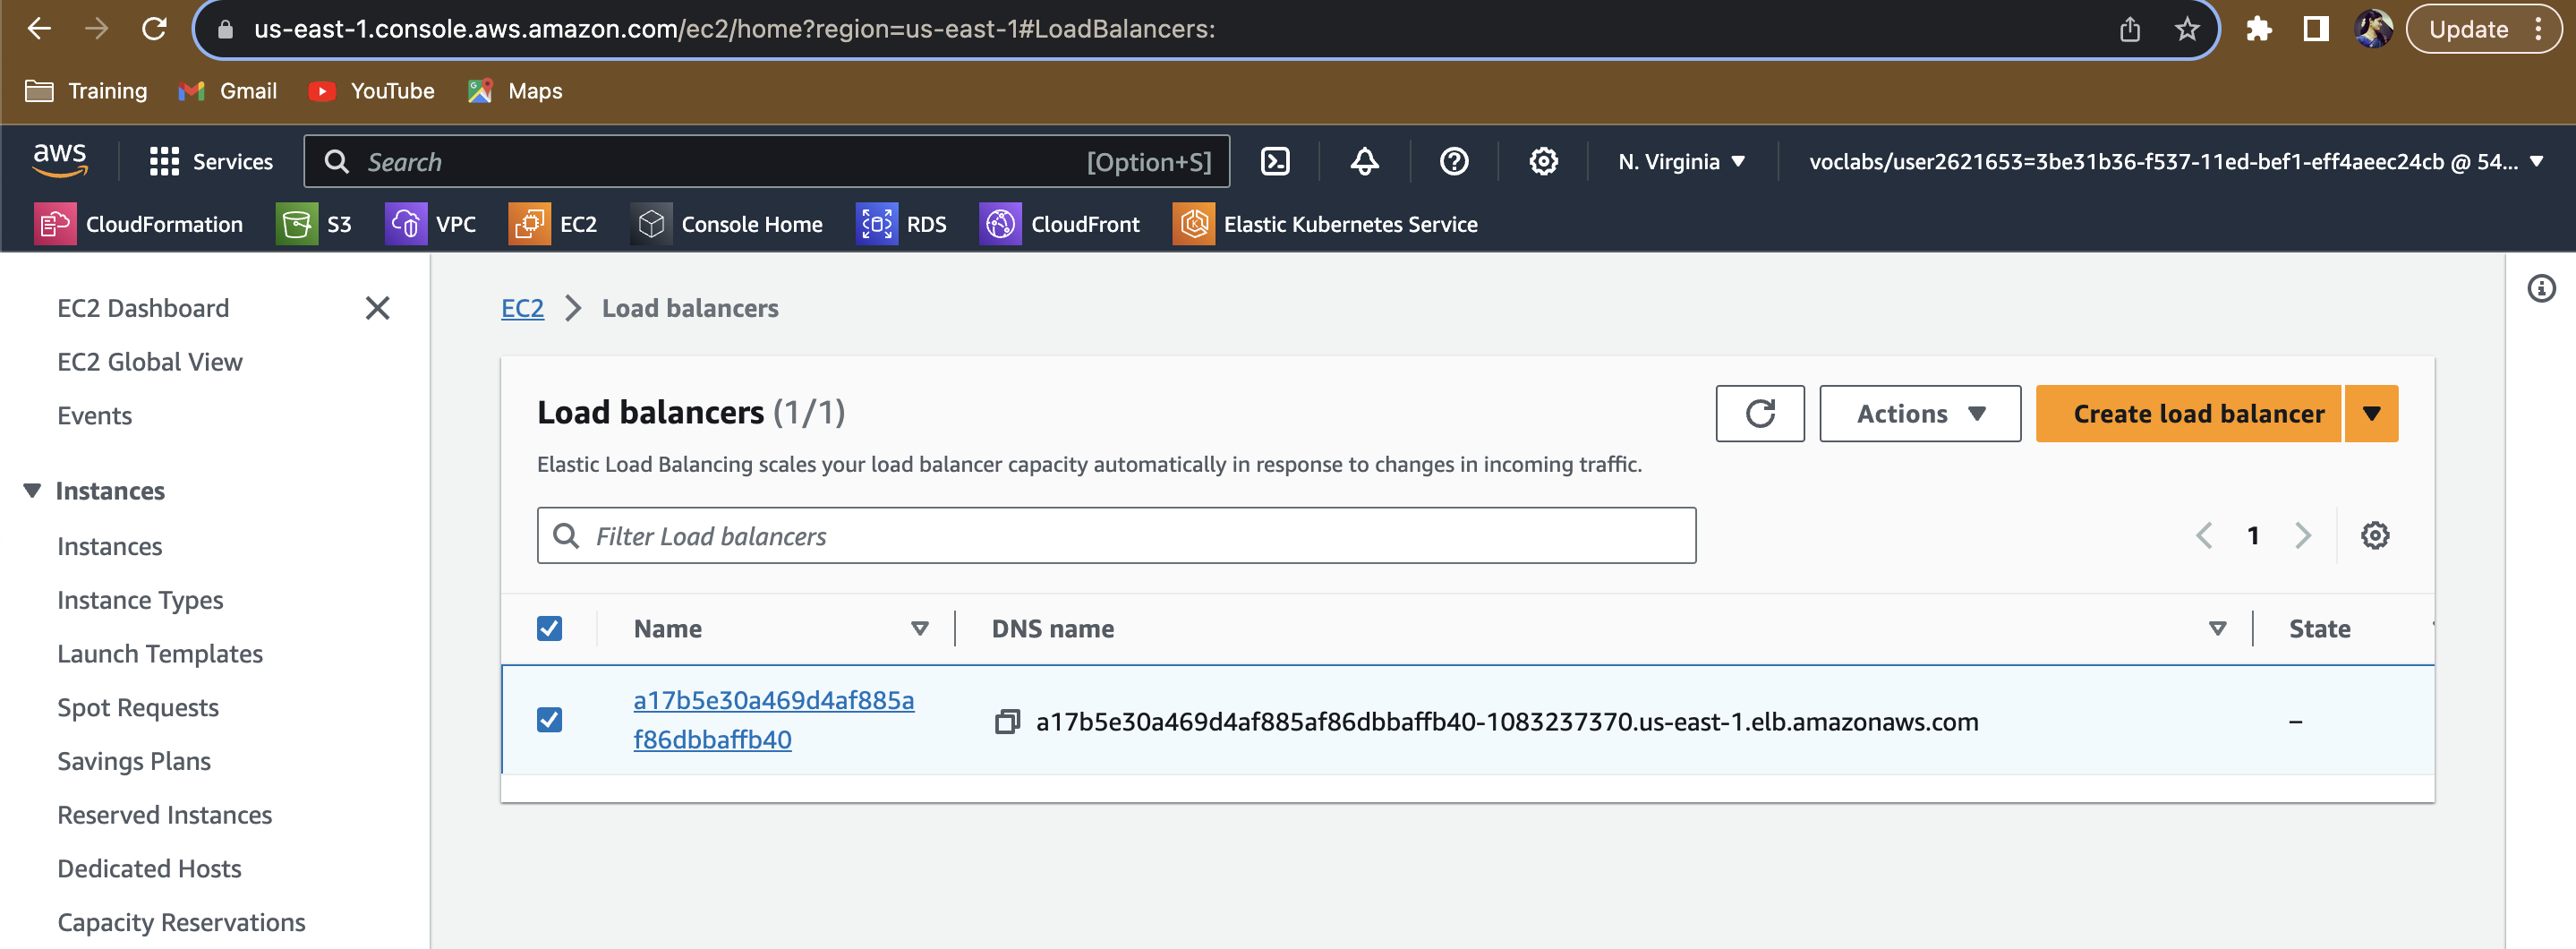 us-east-1.console.aws.amazon.com/ec2/home?region=us-east-1#LoadBalancers:
Update
Training
Gmail
YouTube
Maps
aws
Services
Search
[Option+S]
N. Virginia
voclabs/user2621653=3be31b36-f537-11ed-bef1-eff4aeec24cb @ 54...
CloudFormation
S3
VPC
EC2
Console Home
RDS
CloudFront
Elastic Kubernetes Service
EC2 Dashboard
EC2 Global View
Events
Instances
Instances
Instance Types
Launch Templates
Spot Requests
Savings Plans
Reserved Instances
Dedicated Hosts
Capacity Reservations
EC2 > Load balancers
Load balancers (1/1)
Actions
Create load balancer
Elastic Load Balancing scales your load balancer capacity automatically in response to changes in incoming traffic.
Filter Load balancers
1
Name
DNS name
State
a17b5e30a469d4af885a
f86dbbaffb40
a17b5e30a469d4af885af86dbbaffb40-1083237370.us-east-1.elb.amazonaws.com
–